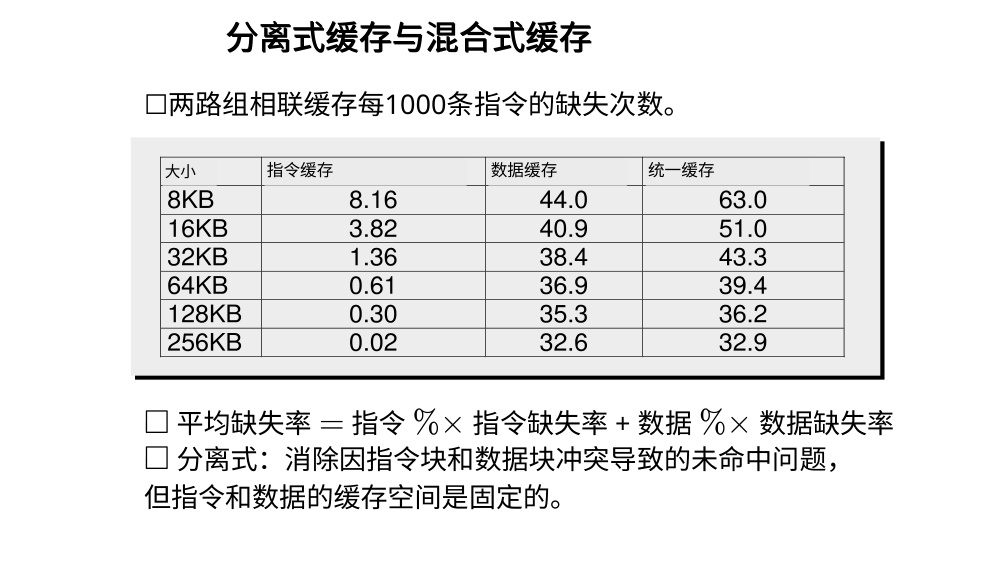 分离式缓存与混合式缓存
□两路组相联缓存每1000条指令的缺失次数。
大小 指令缓存 数据缓存 统一缓存
8KB 8.16 44.0 63.0
16KB 3.82 40.9 51.0
32KB 1.36 38.4 43.3
64KB 0.61 36.9 39.4
128KB 0.30 35.3 36.2
256KB 0.02 32.6 32.9
□ 平均缺失率 = 指令 %× 指令缺失率 + 数据 %× 数据缺失率
□ 分离式：消除因指令块和数据块冲突导致的未命中问题，
但指令和数据的缓存空间是固定的。